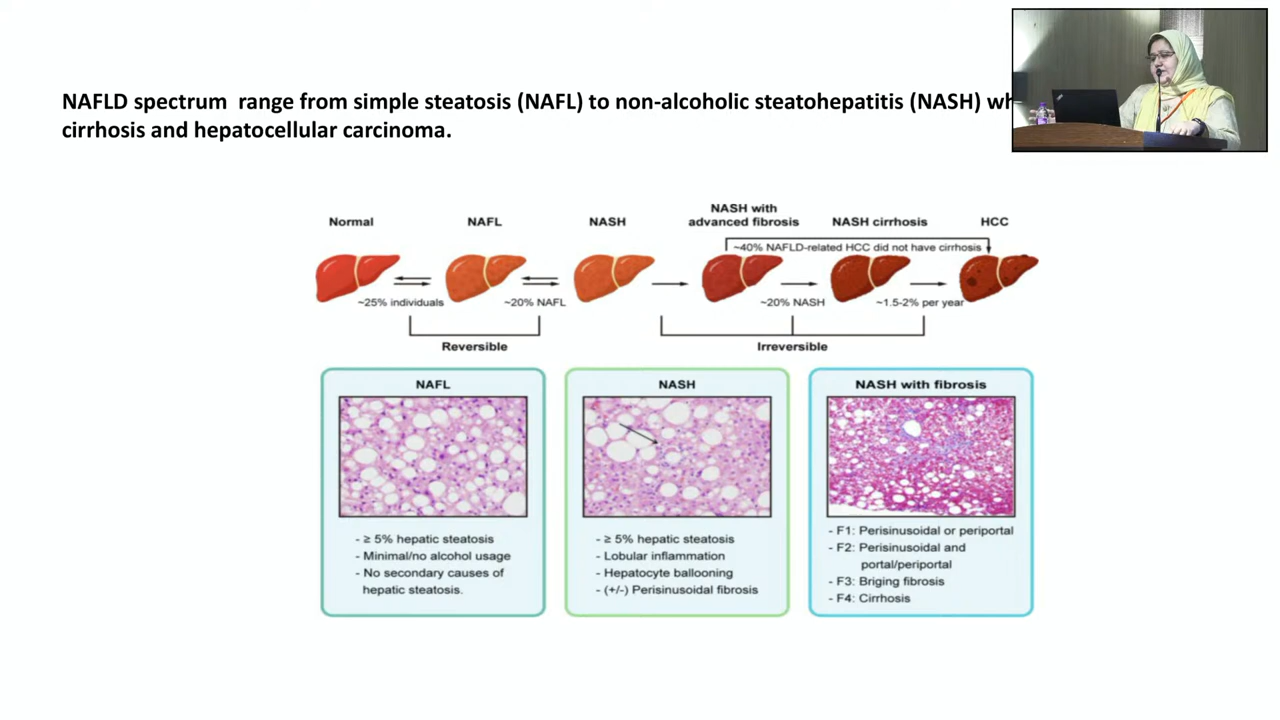 NAFLD spectrum range from simple steatosis (NAFL) to non-alcoholic steatohepatitis (NASH)
cirrhosis and hepatocellular carcinoma.
Normal
NAFL
NASH
NASH with
advanced fibrosis
NASH cirrhosis
HCC
~40% NAFLD-related HCC did not have cirrhosis
~25% individuals
~20% NAFL
~20% NASH
~1.5-2% per year
Reversible
Irreversible
NAFL
- ≥ 5% hepatic steatosis
- Minimal/no alcohol usage
- No secondary causes of
hepatic steatosis.
NASH
- ≥ 5% hepatic steatosis
- Lobular inflammation
- Hepatocyte ballooning
- (+/-) Perisinusoidal fibrosis
NASH with fibrosis
- F1: Perisinusoidal or periportal
- F2: Perisinusoidal and
portal/periportal
- F3: Briging fibrosis
- F4: Cirrhosis